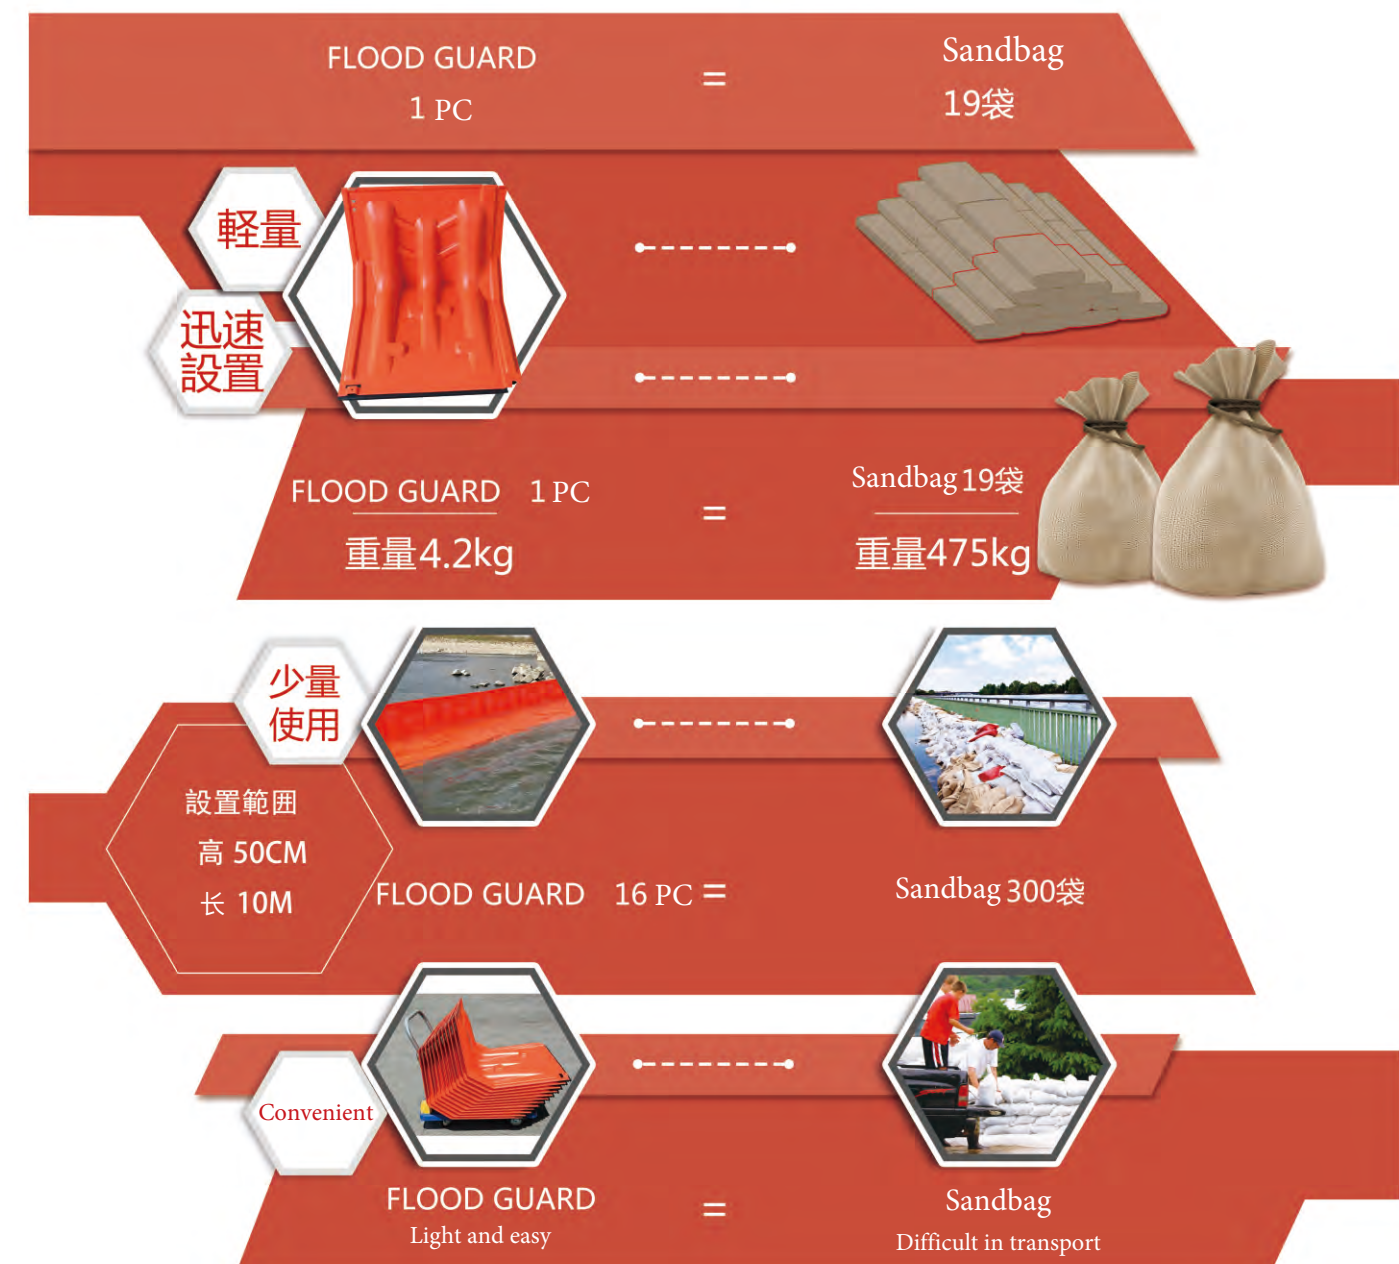 FLOOD GUARD
1 PC
=
Sandbag
19袋
軽量
迅速
設置
FLOOD GUARD 1 PC
重量4.2kg
=
Sandbag 19袋
重量475kg
少量
使用
設置範囲
高 50CM
长 10M
FLOOD GUARD 16 PC =
Sandbag 300袋
Convenient
FLOOD GUARD
Light and easy
=
Sandbag
Difficult in transport